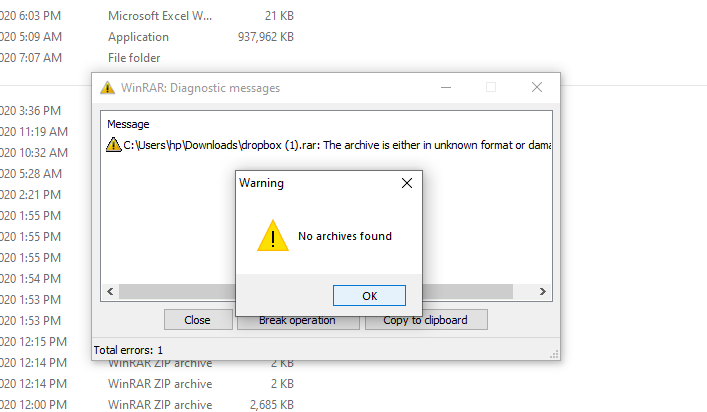 020 6:03 PM Microsoft Excel W... 21 KB
020 5:09 AM Application 937,962 KB
020 7:07 AM File folder
WinRAR: Diagnostic messages
020 3:36 PM
020 11:19 AM
020 10:32 AM
020 5:28 AM
020 2:21 PM
020 1:55 PM
020 1:55 PM
020 1:55 PM
020 1:54 PM
020 1:53 PM
020 1:53 PM
Message
C:\Users\hp\Downloads\dropbox (1).rar: The archive is either in unknown format or dama
Warning
No archives found
OK
Close Break operation Copy to clipboard
Total errors: 1
020 12:15 PM
020 12:14 PM WinRAR ZIP archive 2 KB
020 12:14 PM WinRAR ZIP archive 2 KB
020 12:00 PM WinRAR ZIP archive 2,685 KB